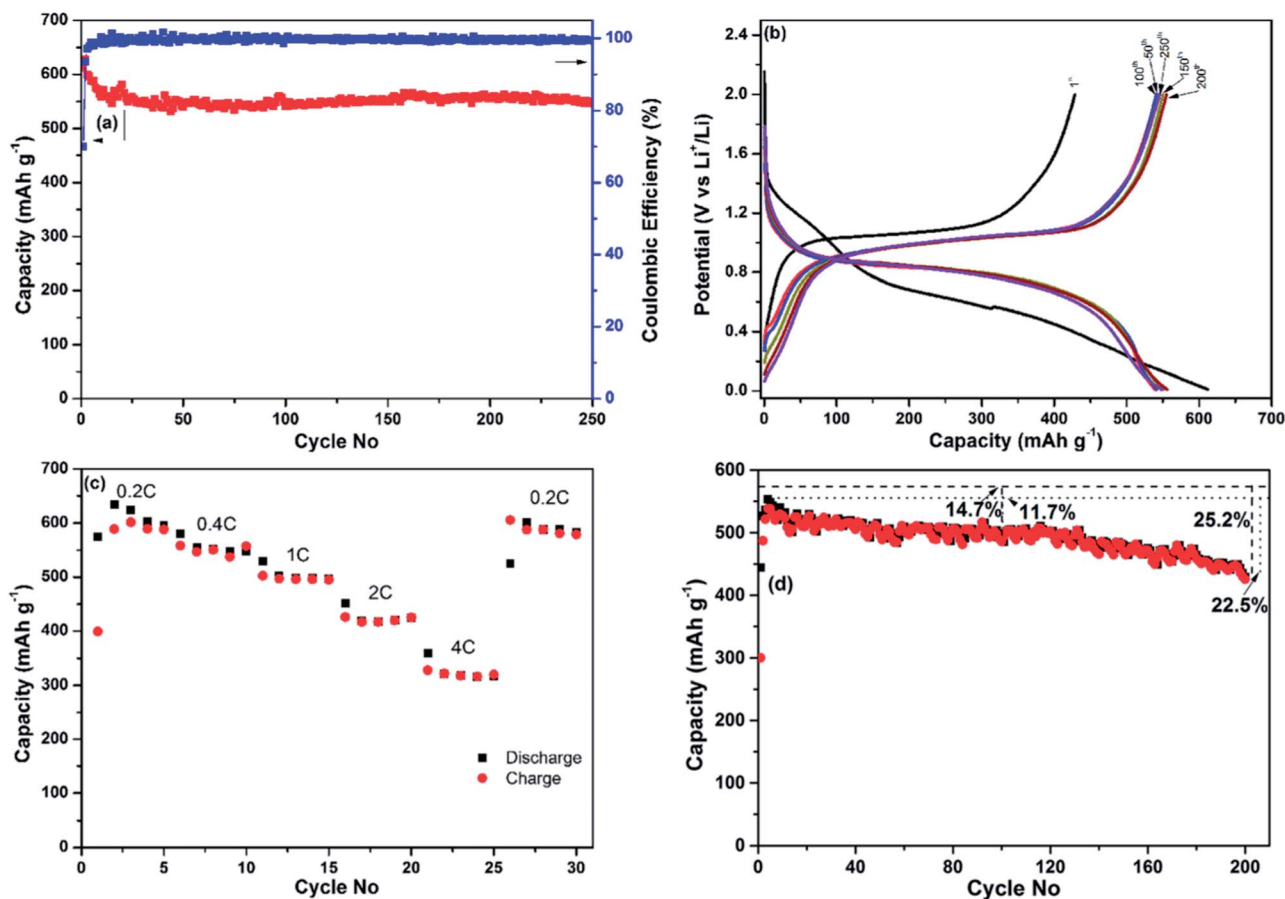 (a)
Capacity (mAh g⁻¹)
700
600
550
500
400
300
200
100
0
0 50 100 150 200 250
Cycle No
Coulombic Efficiency (%)
100
80
60
40
20
0
(b)
Potential (V vs Li⁺/Li)
2.4
2.0
1.6
1.2
0.8
0.4
0.0
1ˢᵗ
100ᵗʰ
50ᵗʰ
250ᵗʰ
150ᵗʰ
200ᵗʰ
0 100 200 300 400 500 600 700
Capacity (mAh g⁻¹)
(c)
Capacity (mAh g⁻¹)
700
600
500
400
300
200
100
0
0.2C
0.4C
1C
2C
4C
0.2C
Discharge
Charge
0 5 10 15 20 25 30
Cycle No
(d)
Capacity (mAh g⁻¹)
600
500
400
300
200
100
0
14.7%
11.7%
25.2%
22.5%
0 40 80 120 160 200
Cycle No